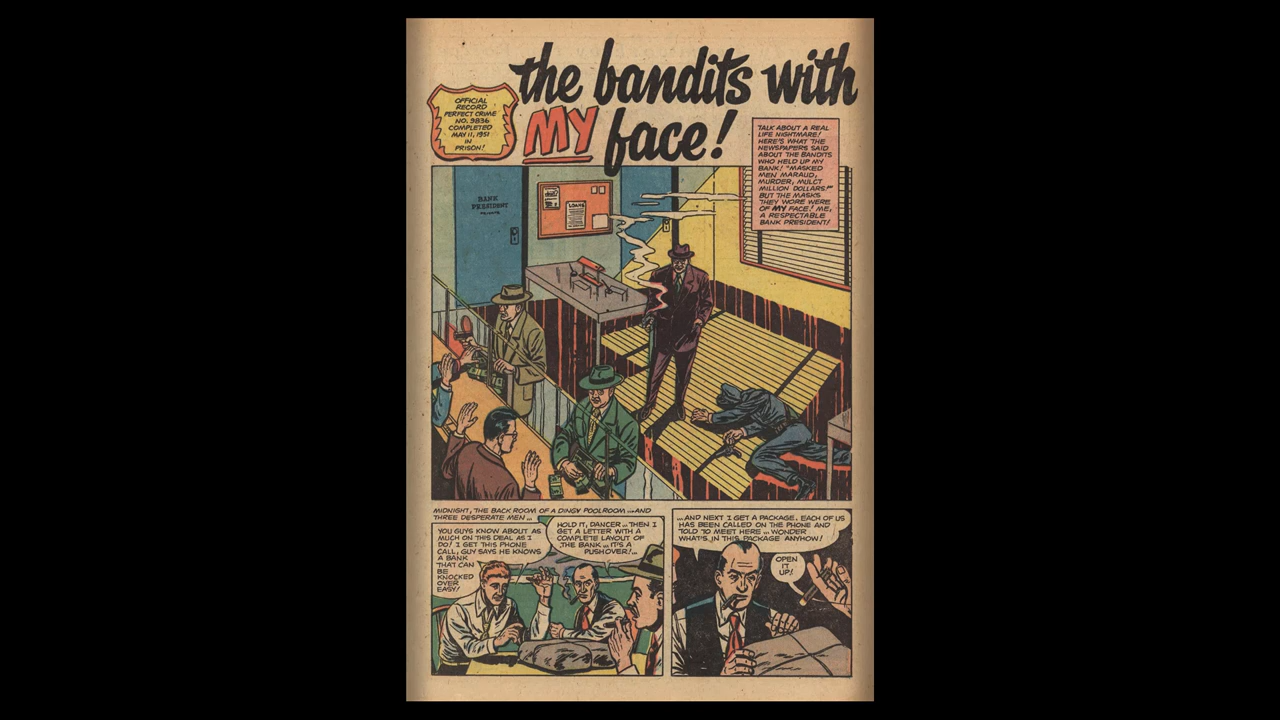 the bandits with
MY face!
OFFICIAL
RECORD
PERFECT CRIME
NO. 9836
COMPLETED
MAY 11, 1951
IN
PRISON!
TALK ABOUT A REAL
LIFE NIGHTMARE!
HERE'S WHAT THE
NEWSPAPERS SAID
ABOUT THE BANDITS
WHO HELD UP MY
BANK! "MASKED
MEN MARAUD,
MURDER, MULCT
MILLION DOLLARS!"
BUT THE MASKS
THEY WORE WERE
OF MY FACE! ME,
A RESPECTABLE
BANK PRESIDENT!
BANK
PRESIDENT
PRIVATE
LOANS
MIDNIGHT, THE BACK ROOM OF A DINGY POOLROOM...AND
THREE DESPERATE MEN...
YOU GUYS KNOW ABOUT AS
MUCH ON THIS DEAL AS I
DO! I GET THIS PHONE
CALL, GUY SAYS HE KNOWS
A BANK
THAT CAN
BE
KNOCKED
OVER
EASY!
HOLD IT, DANCER... THEN I
GET A LETTER WITH A
COMPLETE LAYOUT OF
THE BANK... IT'S A
PUSHOVER!...
...AND NEXT I GET A PACKAGE. EACH OF US
HAS BEEN CALLED ON THE PHONE AND
TOLD TO MEET HERE... WONDER
WHAT'S IN THIS PACKAGE ANYHOW!
OPEN
IT
UP!